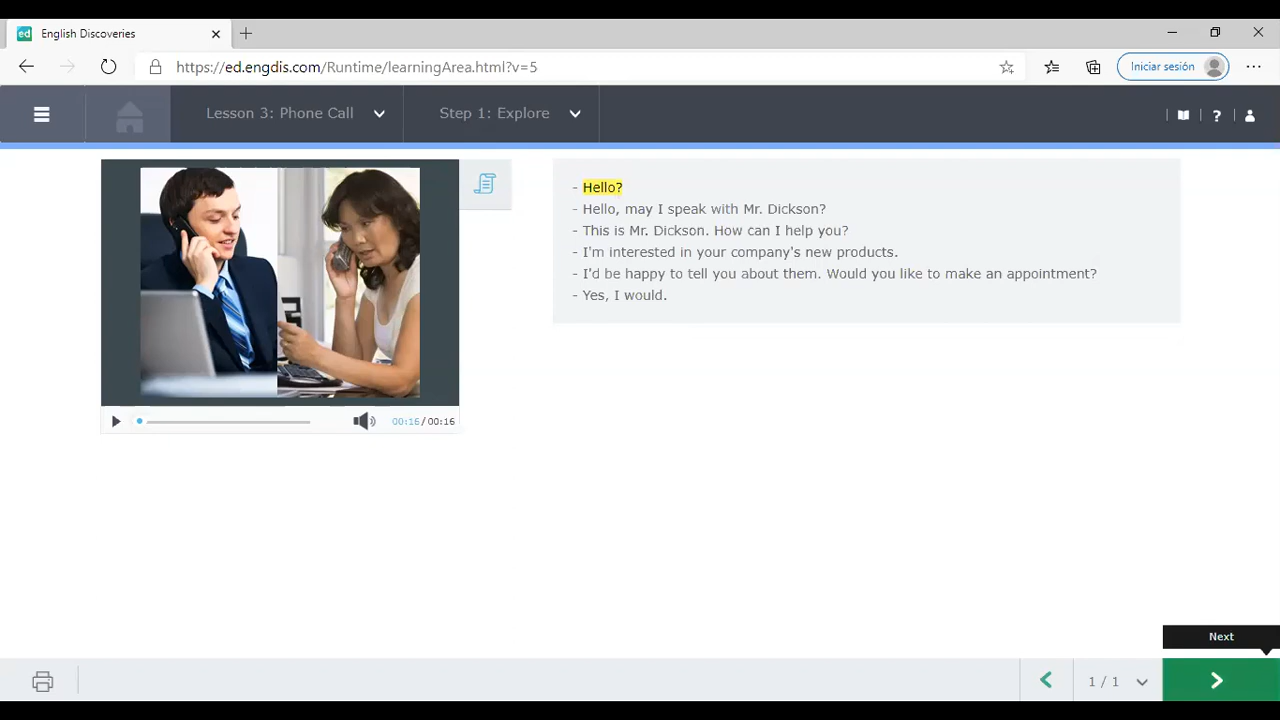 ed English Discoveries
https://ed.engdis.com/Runtime/learningArea.html?v=5
Iniciar sesión
Lesson 3: Phone Call
Step 1: Explore
?
- Hello?
- Hello, may I speak with Mr. Dickson?
- This is Mr. Dickson. How can I help you?
- I'm interested in your company's new products.
- I'd be happy to tell you about them. Would you like to make an appointment?
- Yes, I would.
00:16/00:16
Next
1 / 1